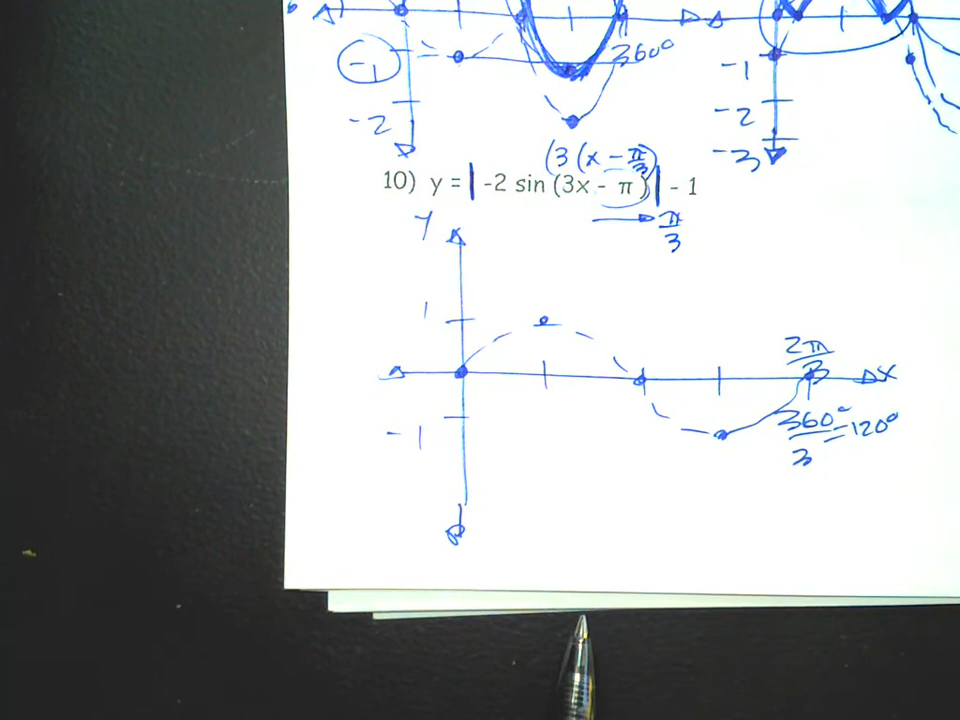 360°
-1
-1
-2
-2
-3
(3(x - π/3)
10) y = | -2 sin (3x - π) | - 1
π/3
y
1
2π/3
x
-1
360°/3 = 120°